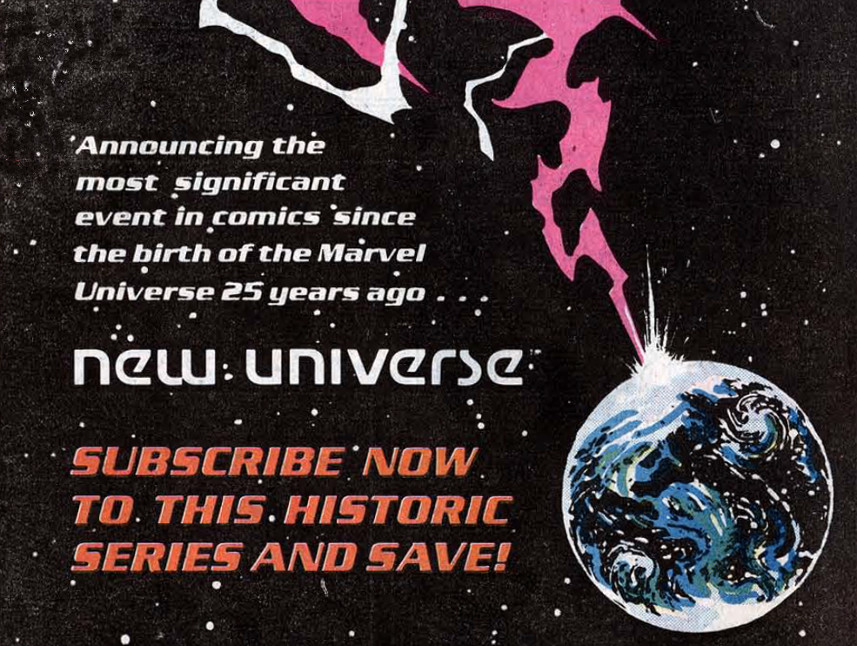 Announcing the
most significant
event in comics since
the birth of the Marvel
Universe 25 years ago . . .
new universe
SUBSCRIBE NOW
TO THIS HISTORIC
SERIES AND SAVE!